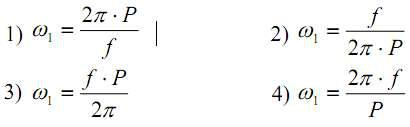 1) ω₁ = 2π · P / f    2) ω₁ = f / 2π · P
3) ω₁ = f · P / 2π    4) ω₁ = 2π · f / P